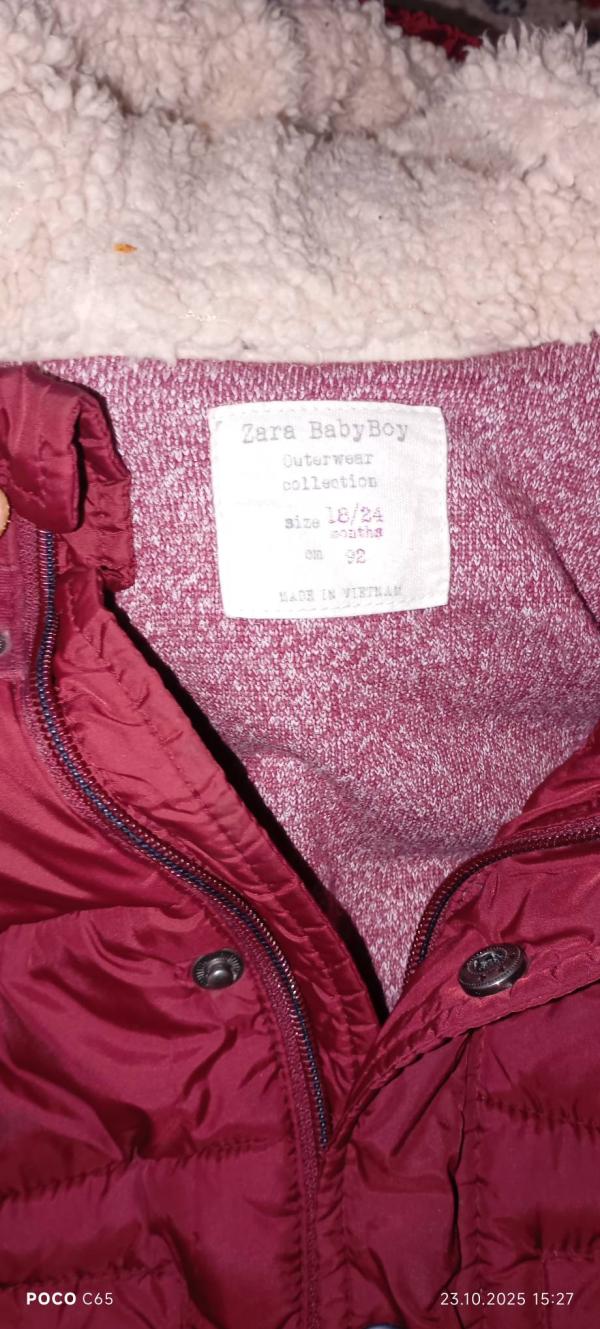 Zara BabyBoy
Outerwear
collection
size 18/24
months
cm 92
MADE IN VIETNAM
POCO C65
23.10.2025 15:27